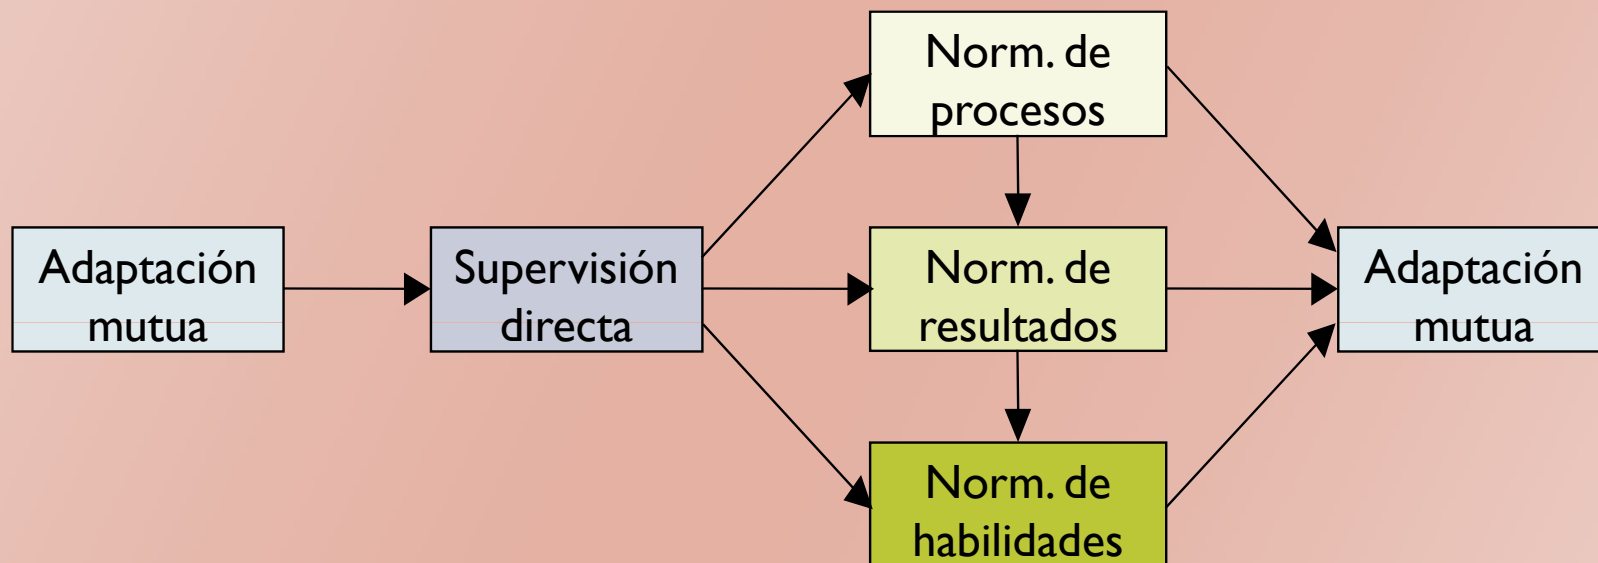 Norm. de
procesos
Adaptación
mutua
Supervisión
directa
Norm. de
resultados
Adaptación
mutua
Norm. de
habilidades